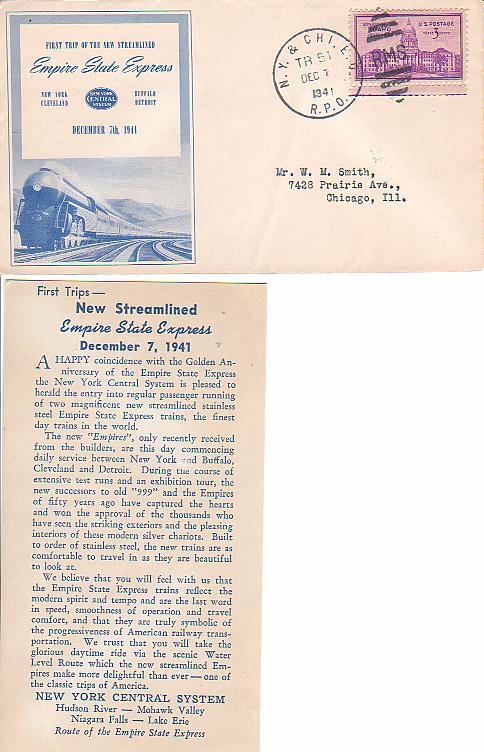 FIRST TRIP OF THE NEW STREAMLINED
Empire State Express
NEW YORK
CLEVELAND
NEW YORK
CENTRAL
SYSTEM
BUFFALO
DETROIT
DECEMBER 7th, 1941
N.Y. & CHI. E.
TR 51
DEC 7
1941
R.P.O.
RMS
IDAHO
U.S. POSTAGE
3
Mr. W. M. Smith,
7428 Prairie Ave.,
Chicago, Ill.
First Trips —
New Streamlined
Empire State Express
December 7, 1941
A HAPPY coincidence with the Golden An-
niversary of the Empire State Express
the New York Central System is pleased to
herald the entry into regular passenger running
of two magnificent new streamlined stainless
steel Empire State Express trains, the finest
day trains in the world.
The new "Empires", only recently received
from the builders, are this day commencing
daily service between New York and Buffalo,
Cleveland and Detroit. During the course of
extensive test runs and an exhibition tour, the
new successors to old "999" and the Empires
of fifty years ago have captured the hearts
and won the approval of the thousands who
have seen the striking exteriors and the pleasing
interiors of these modern silver chariots. Built
to order of stainless steel, the new trains are as
comfortable to travel in as they are beautiful
to look at.
We believe that you will feel with us that
the Empire State Express trains reflect the
modern spirit and tempo and are the last word
in speed, smoothness of operation and travel
comfort, and that they are truly symbolic of
the progressiveness of American railway trans-
portation. We trust that you will take the
glorious daytime ride via the scenic Water
Level Route which the new streamlined Em-
pires make more delightful than ever — one of
the classic trips of America.
NEW YORK CENTRAL SYSTEM
Hudson River — Mohawk Valley
Niagara Falls — Lake Erie
Route of the Empire State Express